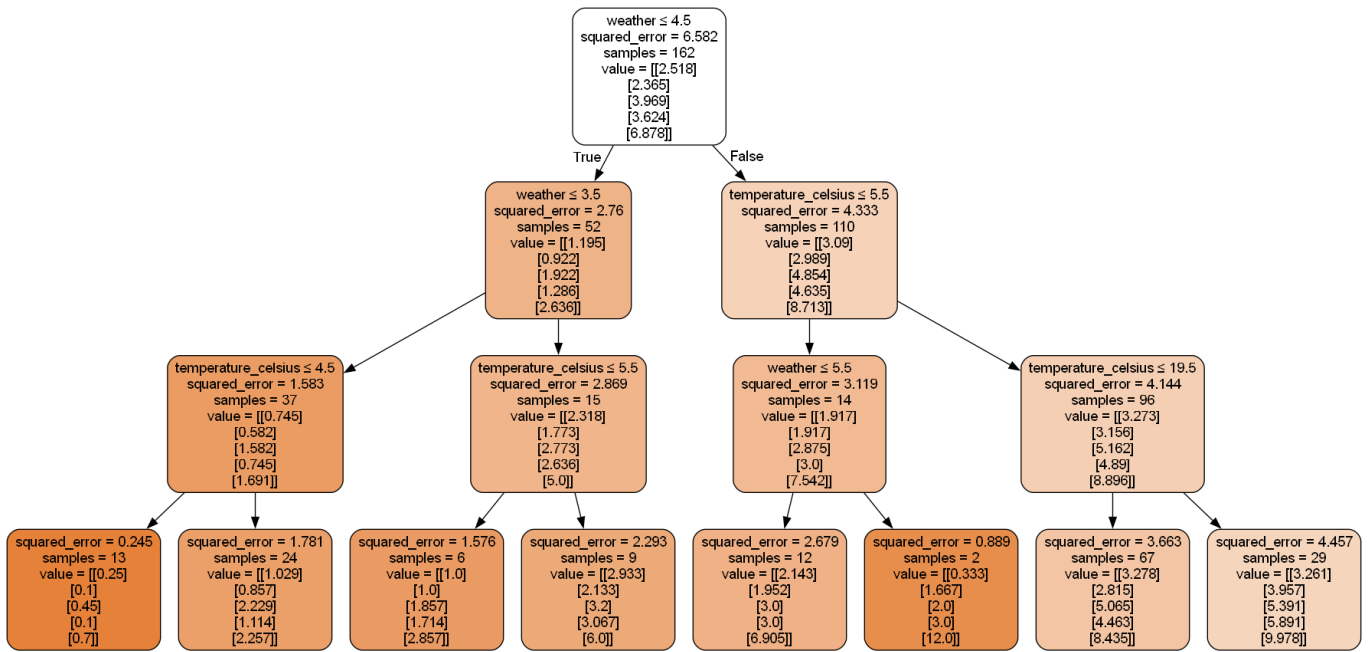 weather ≤ 4.5
squared_error = 6.582
samples = 162
value = [[2.518]
[2.365]
[3.969]
[3.624]
[6.878]]
True
False
weather ≤ 3.5
squared_error = 2.76
samples = 52
value = [[1.195]
[0.922]
[1.922]
[1.286]
[2.636]]
temperature_celsius ≤ 5.5
squared_error = 4.333
samples = 110
value = [[3.09]
[2.989]
[4.854]
[4.635]
[8.713]]
temperature_celsius ≤ 4.5
squared_error = 1.583
samples = 37
value = [[0.745]
[0.582]
[1.582]
[0.745]
[1.691]]
temperature_celsius ≤ 5.5
squared_error = 2.869
samples = 15
value = [[2.318]
[1.773]
[2.773]
[2.636]
[5.0]]
weather ≤ 5.5
squared_error = 3.119
samples = 14
value = [[1.917]
[1.917]
[2.875]
[3.0]
[7.542]]
temperature_celsius ≤ 19.5
squared_error = 4.144
samples = 96
value = [[3.273]
[3.156]
[5.162]
[4.89]
[8.896]]
squared_error = 0.245
samples = 13
value = [[0.25]
[0.1]
[0.45]
[0.1]
[0.7]]
squared_error = 1.781
samples = 24
value = [[1.029]
[0.857]
[2.229]
[1.114]
[2.257]]
squared_error = 1.576
samples = 6
value = [[1.0]
[1.0]
[1.857]
[1.714]
[2.857]]
squared_error = 2.293
samples = 9
value = [[2.933]
[2.133]
[3.2]
[3.067]
[6.0]]
squared_error = 2.679
samples = 12
value = [[2.143]
[1.952]
[3.0]
[3.0]
[6.905]]
squared_error = 0.889
samples = 2
value = [[0.333]
[1.667]
[2.0]
[3.0]
[12.0]]
squared_error = 3.663
samples = 67
value = [[3.278]
[2.815]
[5.065]
[4.463]
[8.435]]
squared_error = 4.457
samples = 29
value = [[3.261]
[3.957]
[5.391]
[5.891]
[9.978]]